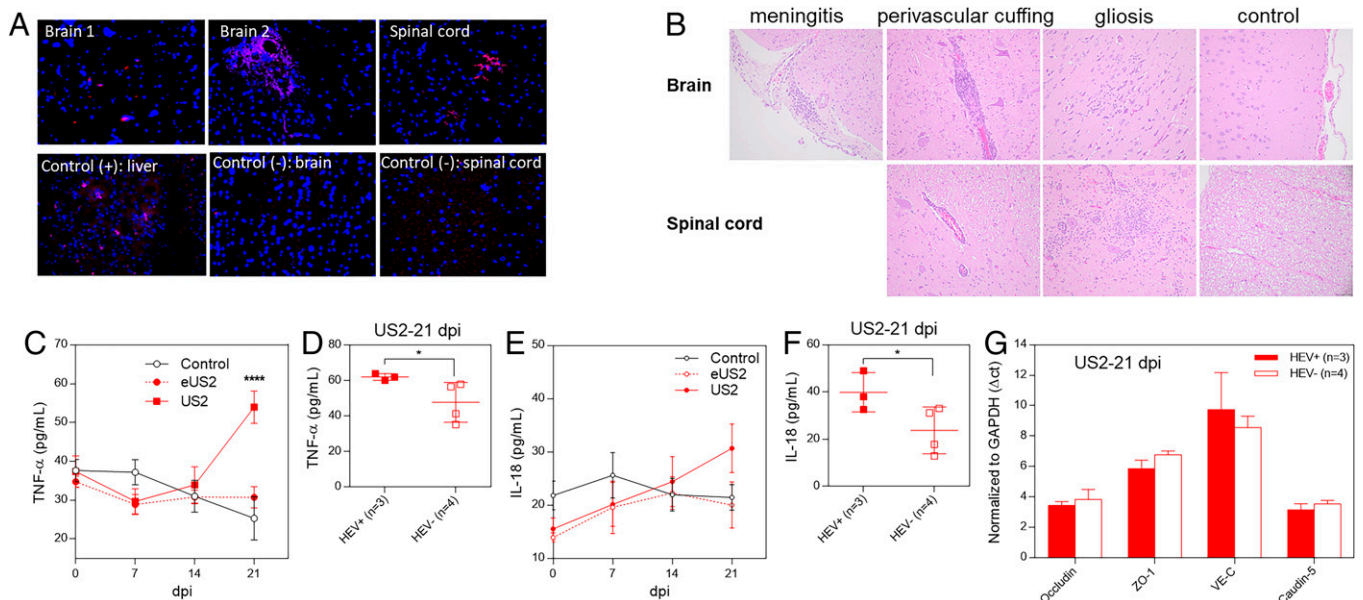 A
Brain 1
Brain 2
Spinal cord
Control (+): liver
Control (-): brain
Control (-): spinal cord
B
meningitis
perivascular cuffing
gliosis
control
Brain
Spinal cord
C
TNF-α (pg/mL)
70
60
50
40
30
20
Control
eUS2
US2
****
0
7
14
21
dpi
D
US2-21 dpi
TNF-α (pg/mL)
100
80
60
40
20
0
*
HEV+ (n=3)
HEV- (n=4)
E
IL-18 (pg/mL)
50
40
30
20
10
Control
eUS2
US2
0
7
14
21
dpi
F
US2-21 dpi
IL-18 (pg/mL)
60
40
20
0
*
HEV+ (n=3)
HEV- (n=4)
G
US2-21 dpi
HEV+ (n=3)
HEV- (n=4)
Normalized to GAPDH (Δct)
14
12
10
8
6
4
2
0
Occludin
ZO-1
VE-C
Caudin-5